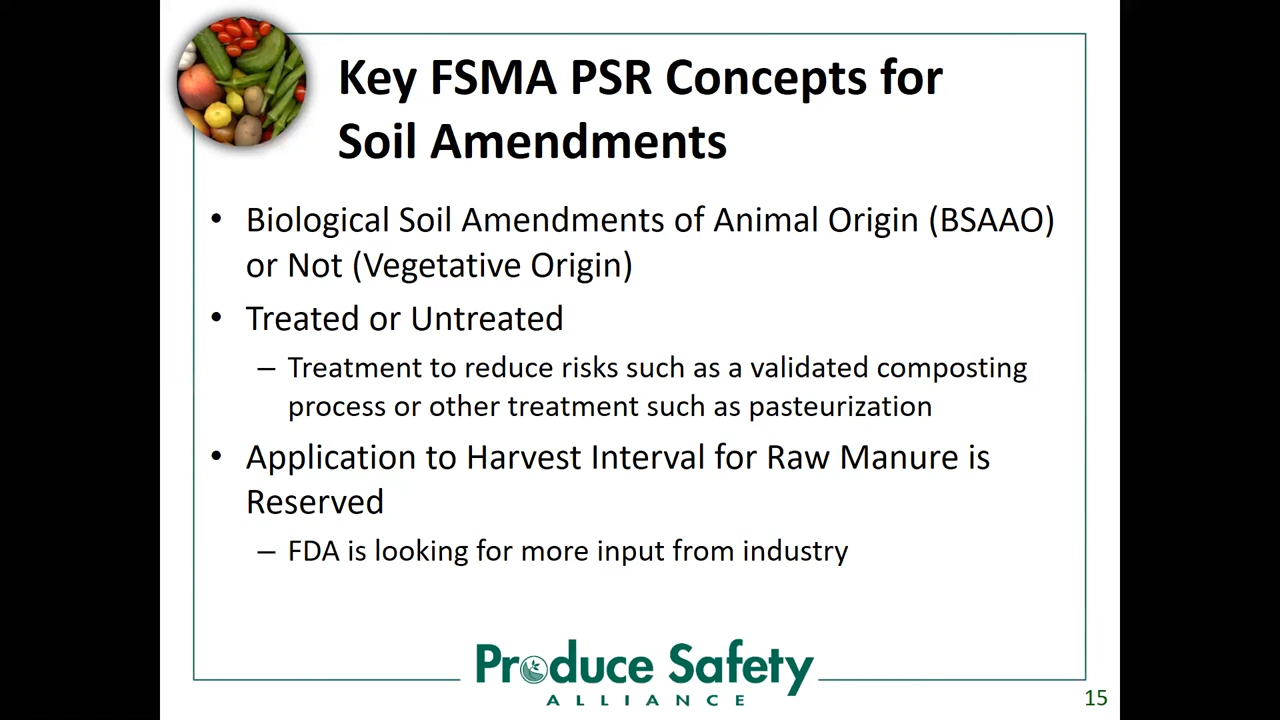 Key FSMA PSR Concepts for
Soil Amendments
• Biological Soil Amendments of Animal Origin (BSAAO)
or Not (Vegetative Origin)
• Treated or Untreated
– Treatment to reduce risks such as a validated composting
process or other treatment such as pasteurization
• Application to Harvest Interval for Raw Manure is
Reserved
– FDA is looking for more input from industry
Produce Safety
ALLIANCE
15